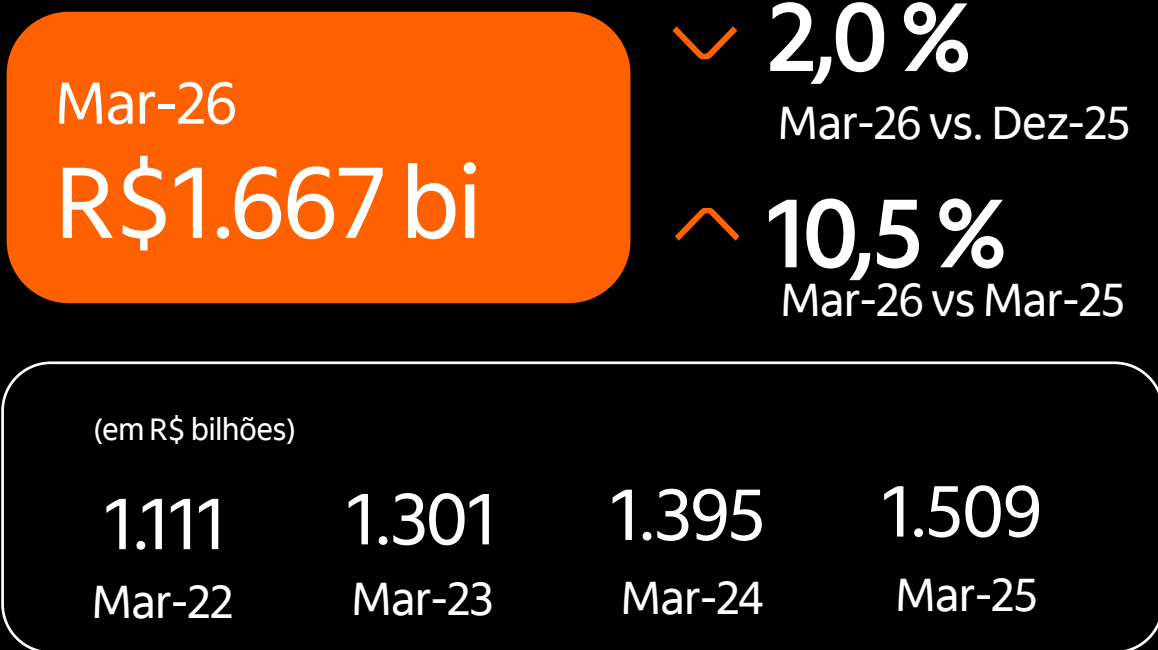 Mar-26
R$1.667 bi
2,0 %
Mar-26 vs. Dez-25
10,5 %
Mar-26 vs Mar-25
(em R$ bilhões)
1.111 1.301 1.395 1.509
Mar-22 Mar-23 Mar-24 Mar-25